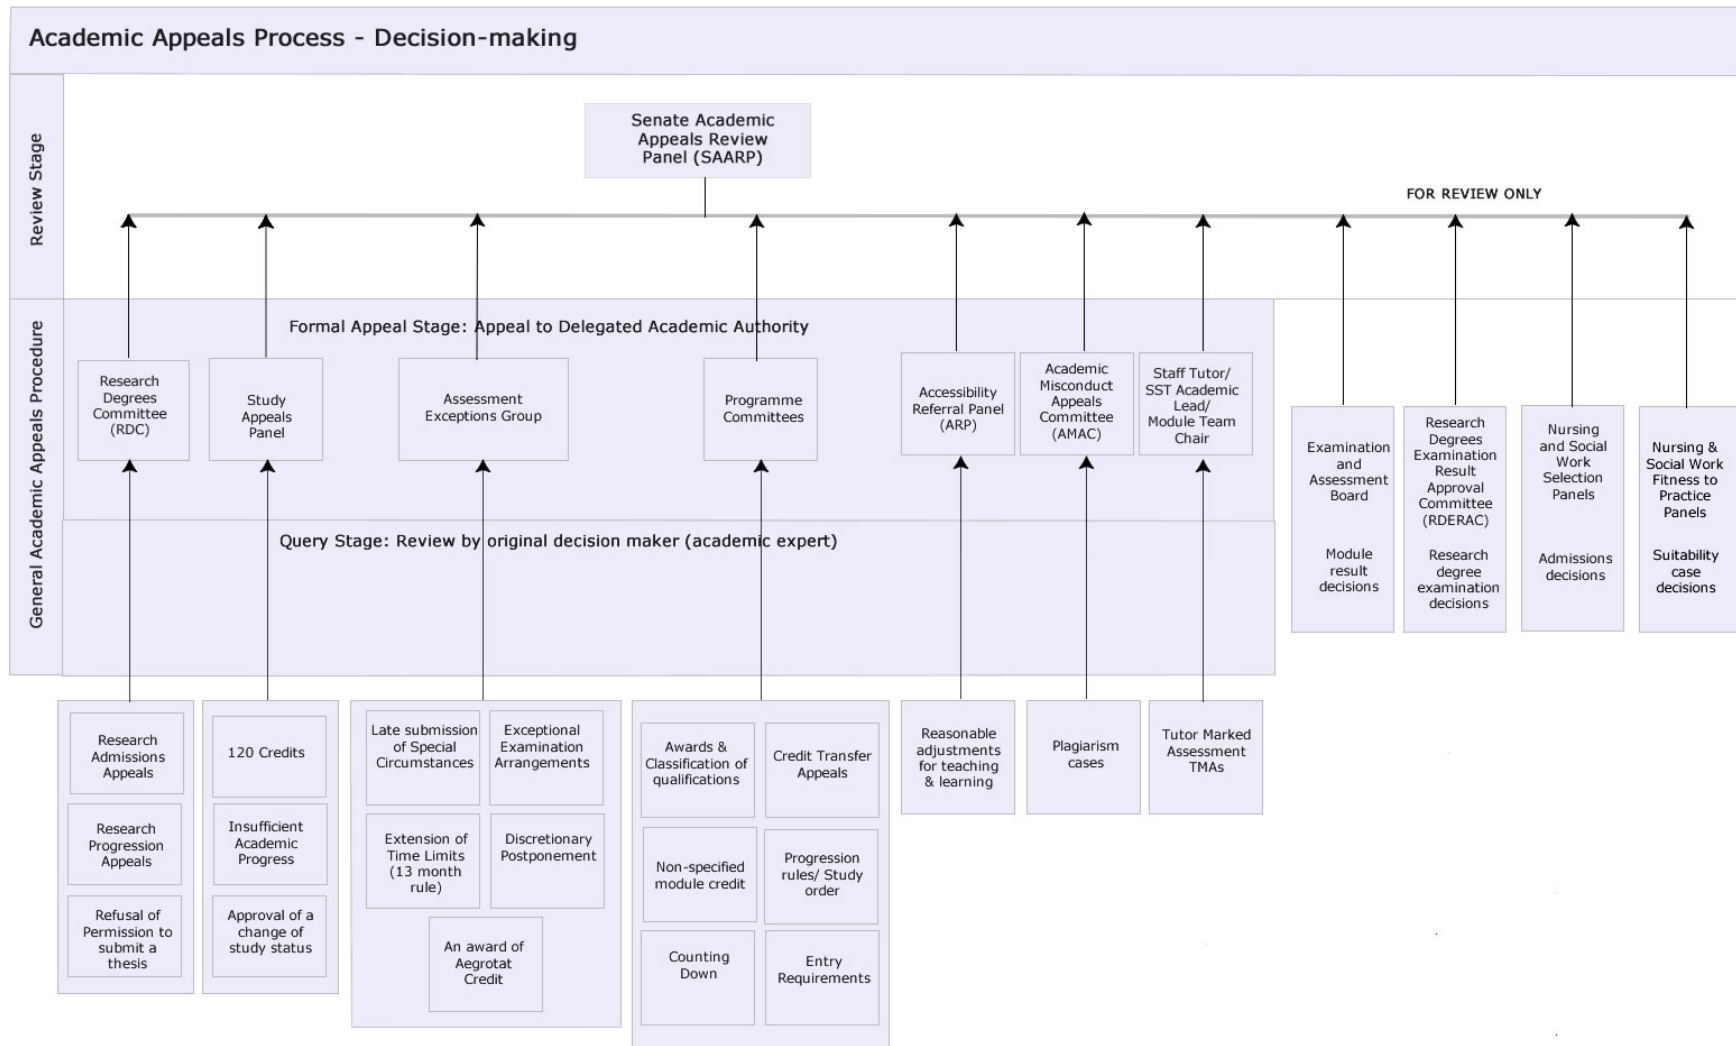 Academic Appeals Process - Decision-making
Review Stage
Senate Academic
Appeals Review
Panel (SAARP)
FOR REVIEW ONLY
General Academic Appeals Procedure
Formal Appeal Stage: Appeal to Delegated Academic Authority
Research
Degrees
Committee
(RDC)
Study
Appeals
Panel
Assessment
Exceptions Group
Programme
Committees
Accessibility
Referral Panel
(ARP)
Academic
Misconduct
Appeals
Committee
(AMAC)
Staff Tutor/
SST Academic
Lead/
Module Team
Chair
Examination
and
Assessment
Board
Module
result
decisions
Research
Degrees
Examination
Result
Approval
Committee
(RDERAC)
Research
degree
examination
decisions
Nursing
and Social
Work
Selection
Panels
Admissions
decisions
Nursing &
Social Work
Fitness to
Practice
Panels
Suitability
case
decisions
Query Stage: Review by original decision maker (academic expert)
Research
Admissions
Appeals
Research
Progression
Appeals
Refusal of
Permission to
submit a
thesis
120 Credits
Insufficient
Academic
Progress
Approval of a
change of
study status
Late submission
of Special
Circumstances
Exceptional
Examination
Arrangements
Extension of
Time Limits
(13 month
rule)
Discretionary
Postponement
An award of
Aegrotat
Credit
Awards &
Classification of
qualifications
Credit Transfer
Appeals
Non-specified
module credit
Progression
rules/ Study
order
Counting
Down
Entry
Requirements
Reasonable
adjustments
for teaching
& learning
Plagiarism
cases
Tutor Marked
Assessment
TMAs